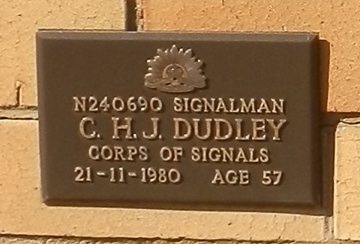 N240690 SIGNALMAN
C. H. J. DUDLEY
CORPS OF SIGNALS
21-11-1980 AGE 57